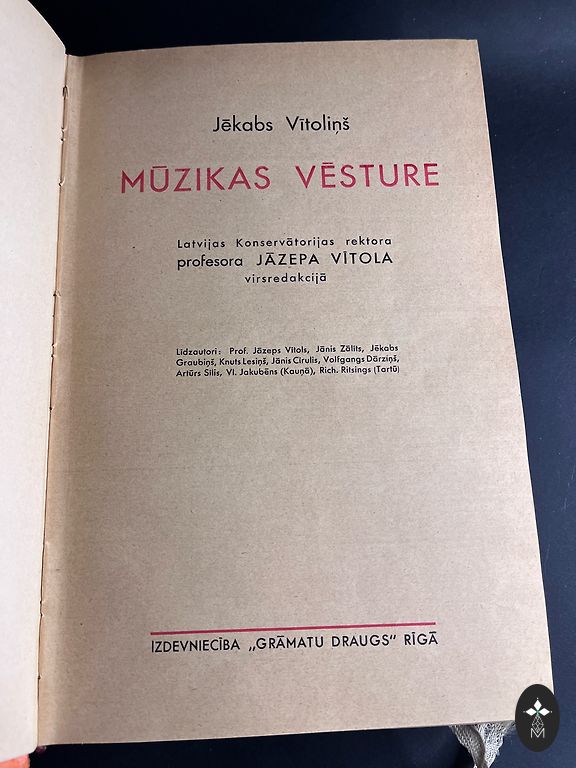 Jēkabs Vītoliņš
MŪZIKAS VĒSTURE
Latvijas Konservātorijas rektora
profesora JĀZEPA VĪTOLA
virsredakcijā
Līdzautori: Prof. Jāzeps Vītols, Jānis Zālīts, Jēkabs
Graubiņš, Knuts Lesiņš, Jānis Cīrulis, Volfgangs Dārziņš,
Artūrs Sīlis, Vl. Jakubēns (Kauņā), Rich. Ritsings (Tartū)
IZDEVNIECĪBA „GRĀMATU DRAUGS" RĪGĀ
M